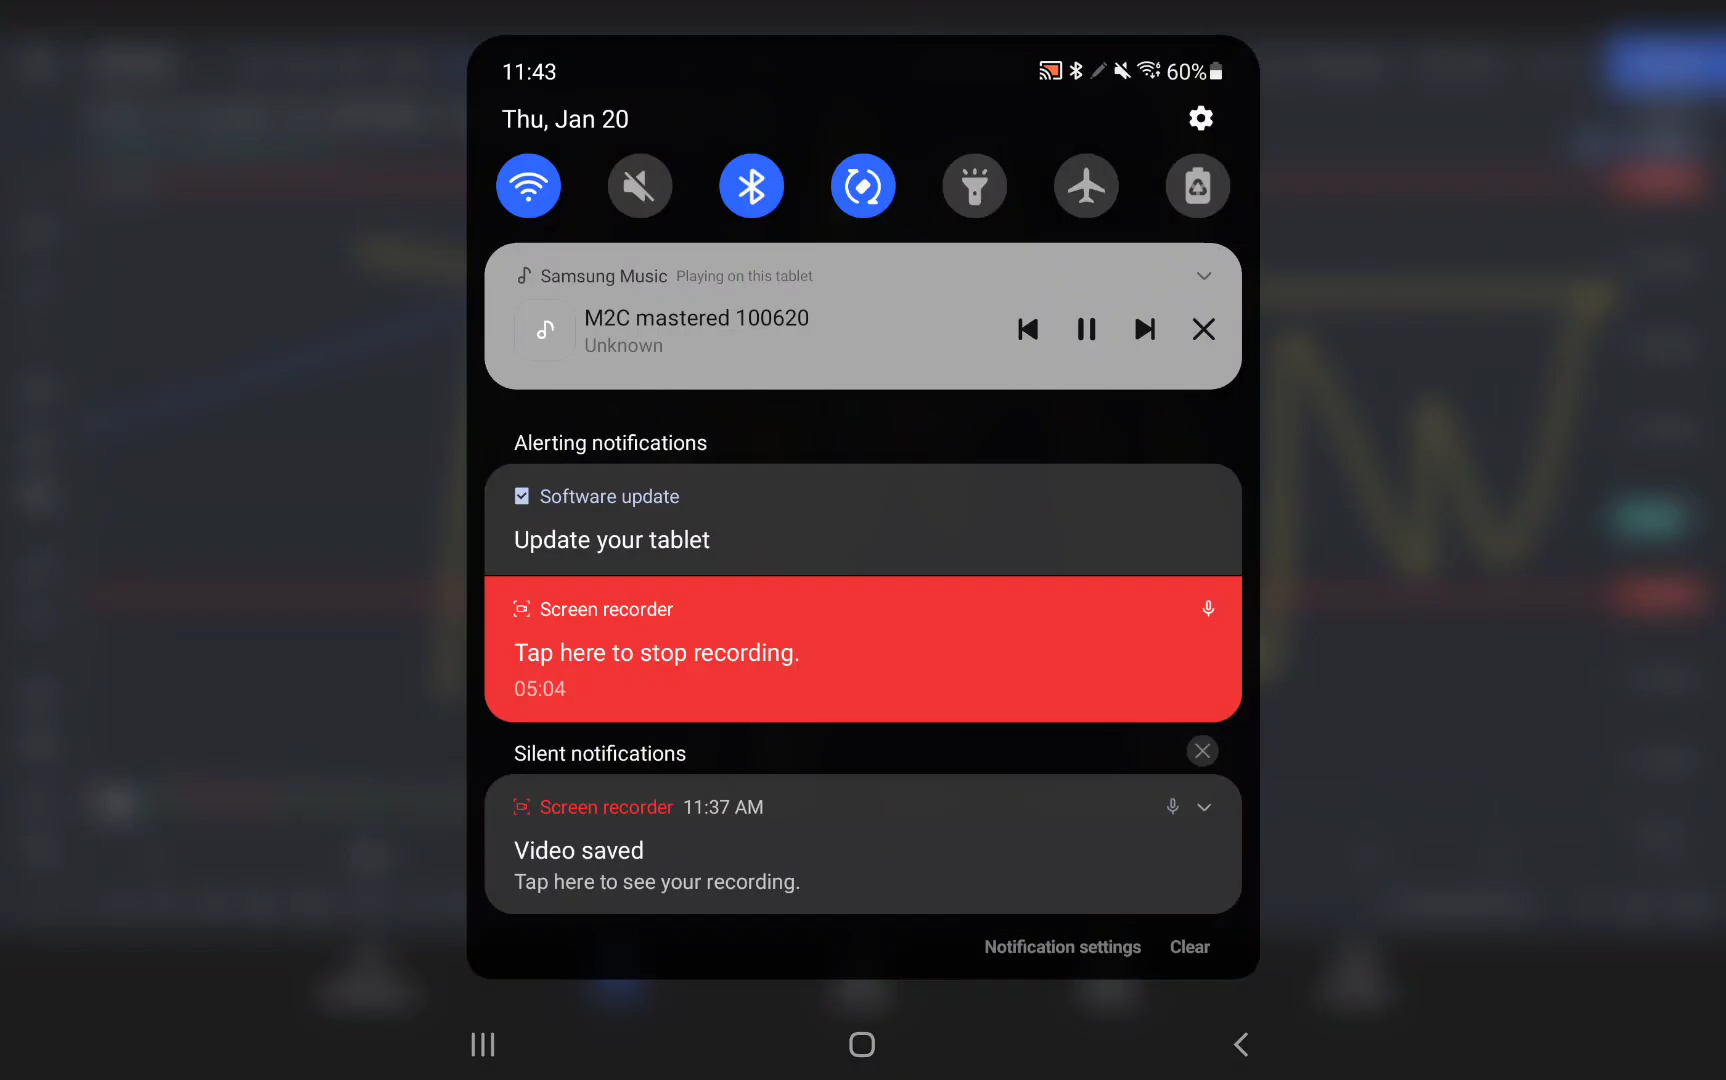 11:43
60%
Thu, Jan 20
Samsung Music Playing on this tablet
M2C mastered 100620
Unknown
Alerting notifications
Software update
Update your tablet
Screen recorder
Tap here to stop recording.
05:04
Silent notifications
Screen recorder 11:37 AM
Video saved
Tap here to see your recording.
Notification settings Clear